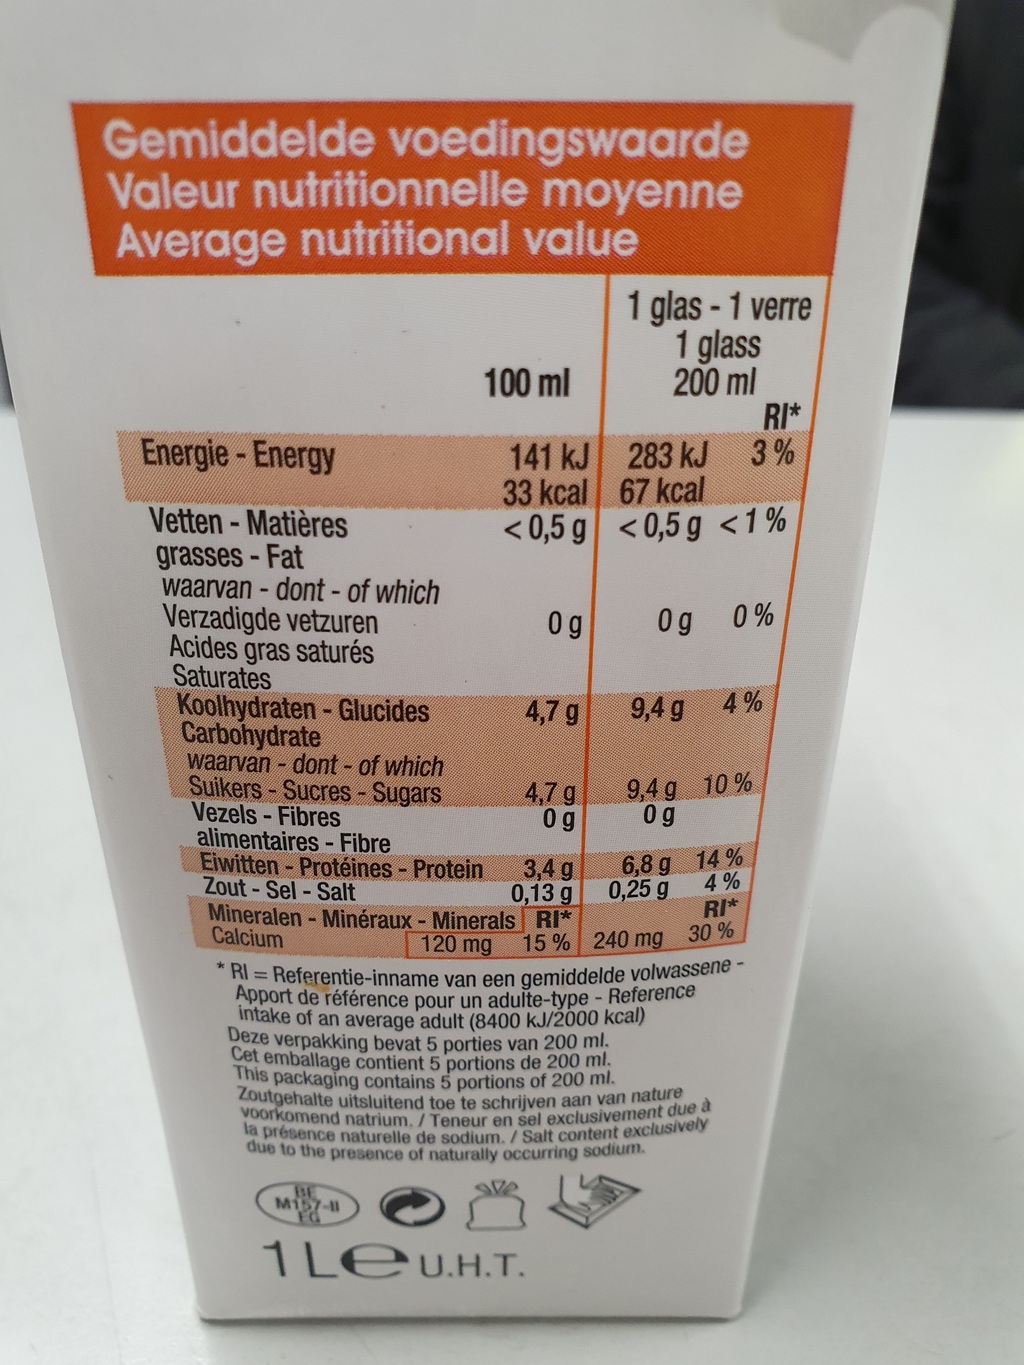 Gemiddelde voedingswaarde
Valeur nutritionnelle moyenne
Average nutritional value
1 glas - 1 verre
1 glass
100 ml 200 ml
RI*
Energie - Energy 141 kJ 283 kJ 3 %
33 kcal 67 kcal
Vetten - Matières < 0,5 g < 0,5 g < 1 %
grasses - Fat
waarvan - dont - of which
Verzadigde vetzuren 0 g 0 g 0 %
Acides gras saturés
Saturates
Koolhydraten - Glucides 4,7 g 9,4 g 4 %
Carbohydrate
waarvan - dont - of which
Suikers - Sucres - Sugars 4,7 g 9,4 g 10 %
Vezels - Fibres 0 g 0 g
alimentaires - Fibre
Eiwitten - Protéines - Protein 3,4 g 6,8 g 14 %
Zout - Sel - Salt 0,13 g 0,25 g 4 %
Mineralen - Minéraux - Minerals RI* RI*
Calcium 120 mg 15 % 240 mg 30 %
* RI = Referentie-inname van een gemiddelde volwassene -
Apport de référence pour un adulte-type - Reference
intake of an average adult (8400 kJ/2000 kcal)
Deze verpakking bevat 5 porties van 200 ml.
Cet emballage contient 5 portions de 200 ml.
This packaging contains 5 portions of 200 ml.
Zoutgehalte uitsluitend toe te schrijven aan van nature
voorkomend natrium. / Teneur en sel exclusivement due à
la présence naturelle de sodium. / Salt content exclusively
due to the presence of naturally occurring sodium.
BE
M157-II
EG
1 L e U.H.T.